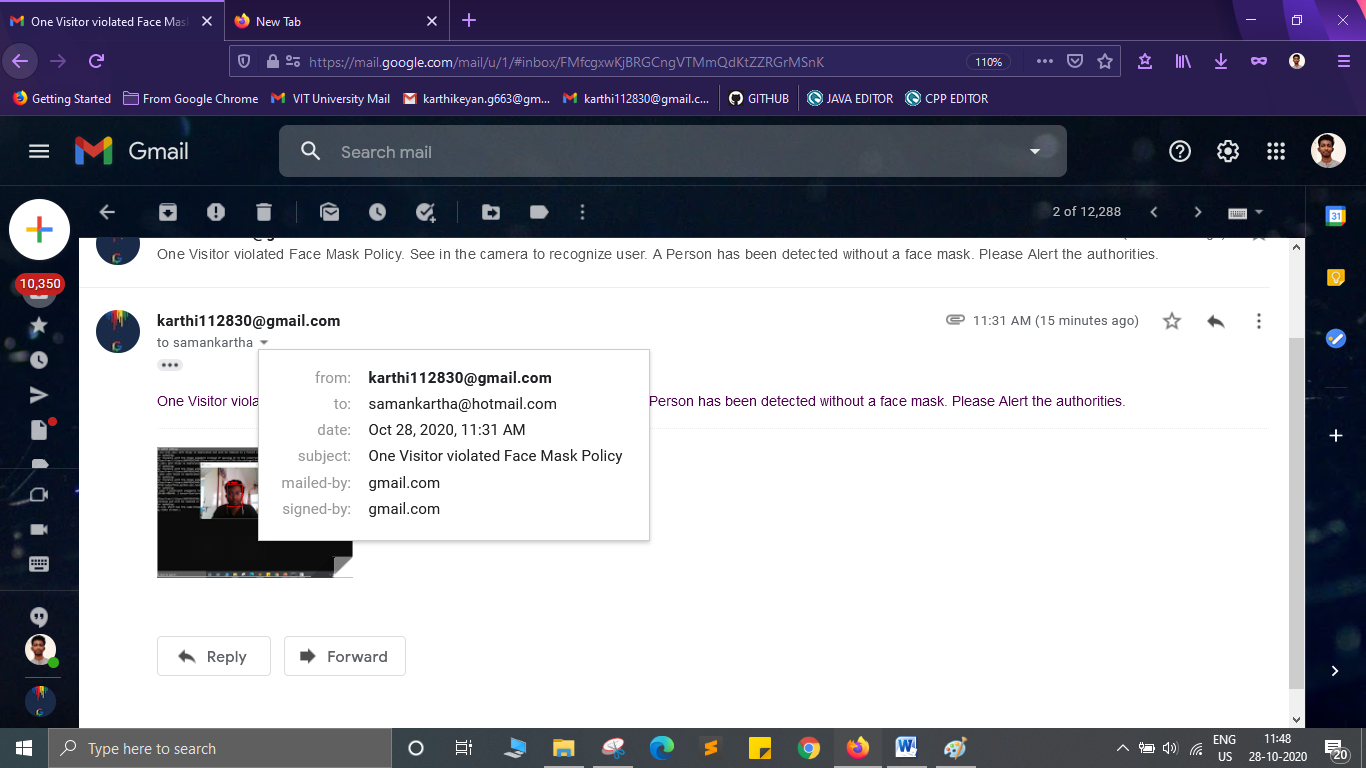 One Visitor violated Face Mas
New Tab
https://mail.google.com/mail/u/1/#inbox/FMfcgxwKjBRGCngVTMmQdKtZZRGrMSnK
110%
Getting Started
From Google Chrome
VIT University Mail
karthikeyan.g663@gm...
karthi112830@gmail.c...
GITHUB
JAVA EDITOR
CPP EDITOR
Gmail
Search mail
2 of 12,288
One Visitor violated Face Mask Policy. See in the camera to recognize user. A Person has been detected without a face mask. Please Alert the authorities.
10,350
karthi112830@gmail.com
11:31 AM (15 minutes ago)
to samankartha
from: karthi112830@gmail.com
to: samankartha@hotmail.com
date: Oct 28, 2020, 11:31 AM
subject: One Visitor violated Face Mask Policy
mailed-by: gmail.com
signed-by: gmail.com
One Visitor viola Person has been detected without a face mask. Please Alert the authorities.
Reply
Forward
Type here to search
ENG
US
11:48
28-10-2020
20